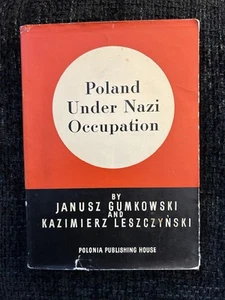 Poland
Under Nazi
Occupation
BY
JANUSZ GUMKOWSKI
AND
KAZIMIERZ LESZCZYŃSKI
POLONIA PUBLISHING HOUSE